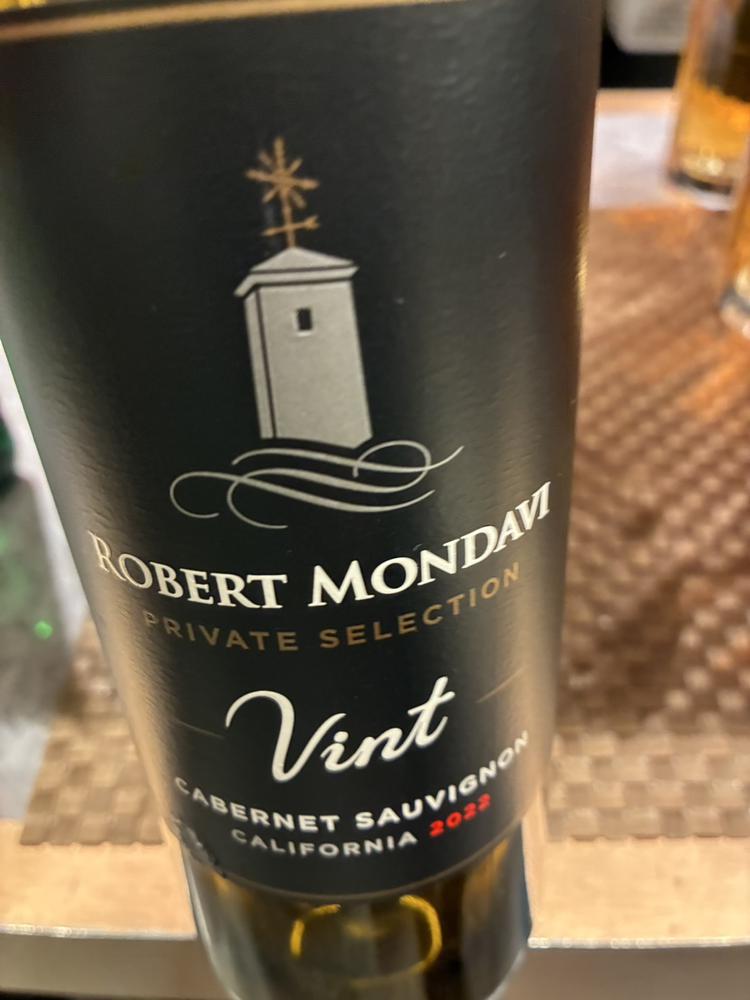 ROBERT MONDAVI
PRIVATE SELECTION
Vint
CABERNET SAUVIGNON
CALIFORNIA 2022